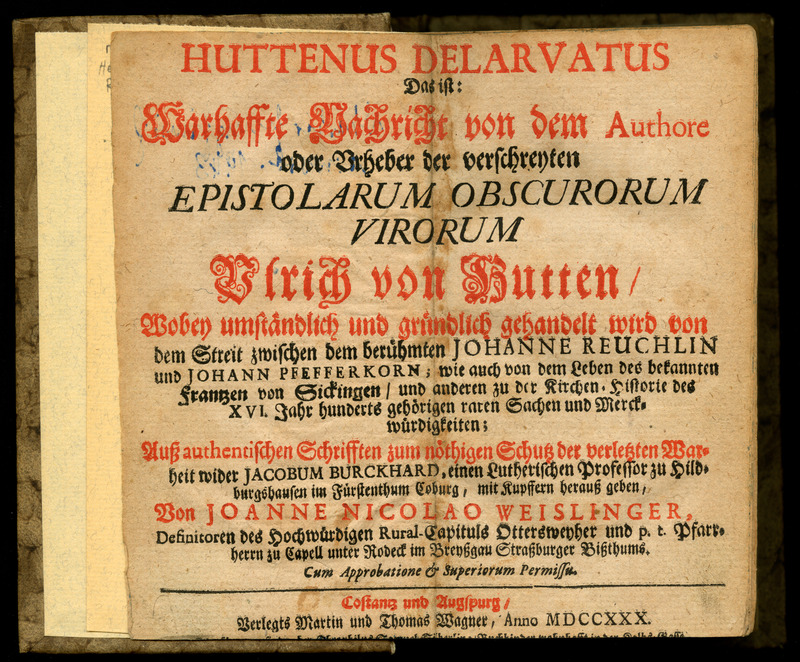 HUTTENUS DELARVATUS
Das ist:
Warhaffte Nachricht von dem Authore
oder Vrheber der verschreyten
EPISTOLARUM OBSCURORUM
VIRORUM
Vlrich von Hutten /
Wobey umständlich und gründlich gehandelt wird von
dem Streit zwischen dem berühmten JOHANNE REUCHLIN
und JOHANN PFEFFERKORN; wie auch von dem Leben des bekannten
Frantzen von Sickingen / und anderen zu der Kirchen-Historie des
XVI. Jahr hunderts gehörigen raren Sachen und Merck-
würdigkeiten;
Auß authentischen Schrifften zum nöthigen Schutz der verletzten War-
heit wider JACOBUM BURCKHARD, einen Lutherischen Professor zu Hild-
burgshausen im Fürstenthum Coburg, mit Kupffern herauß geben,
Von JOANNE NICOLAO WEISLINGER,
Definitoren des Hochwürdigen Rural-Capituls Ottersweyher und p. t. Pfarr-
herrn zu Capell unter Rodeck im Breyßgau Straßburger Bißthums.
Cum Approbatione & Superiorum Permissu.
Costantz und Augspurg /
Verlegts Martin und Thomas Wagner, Anno MDCCXXX.